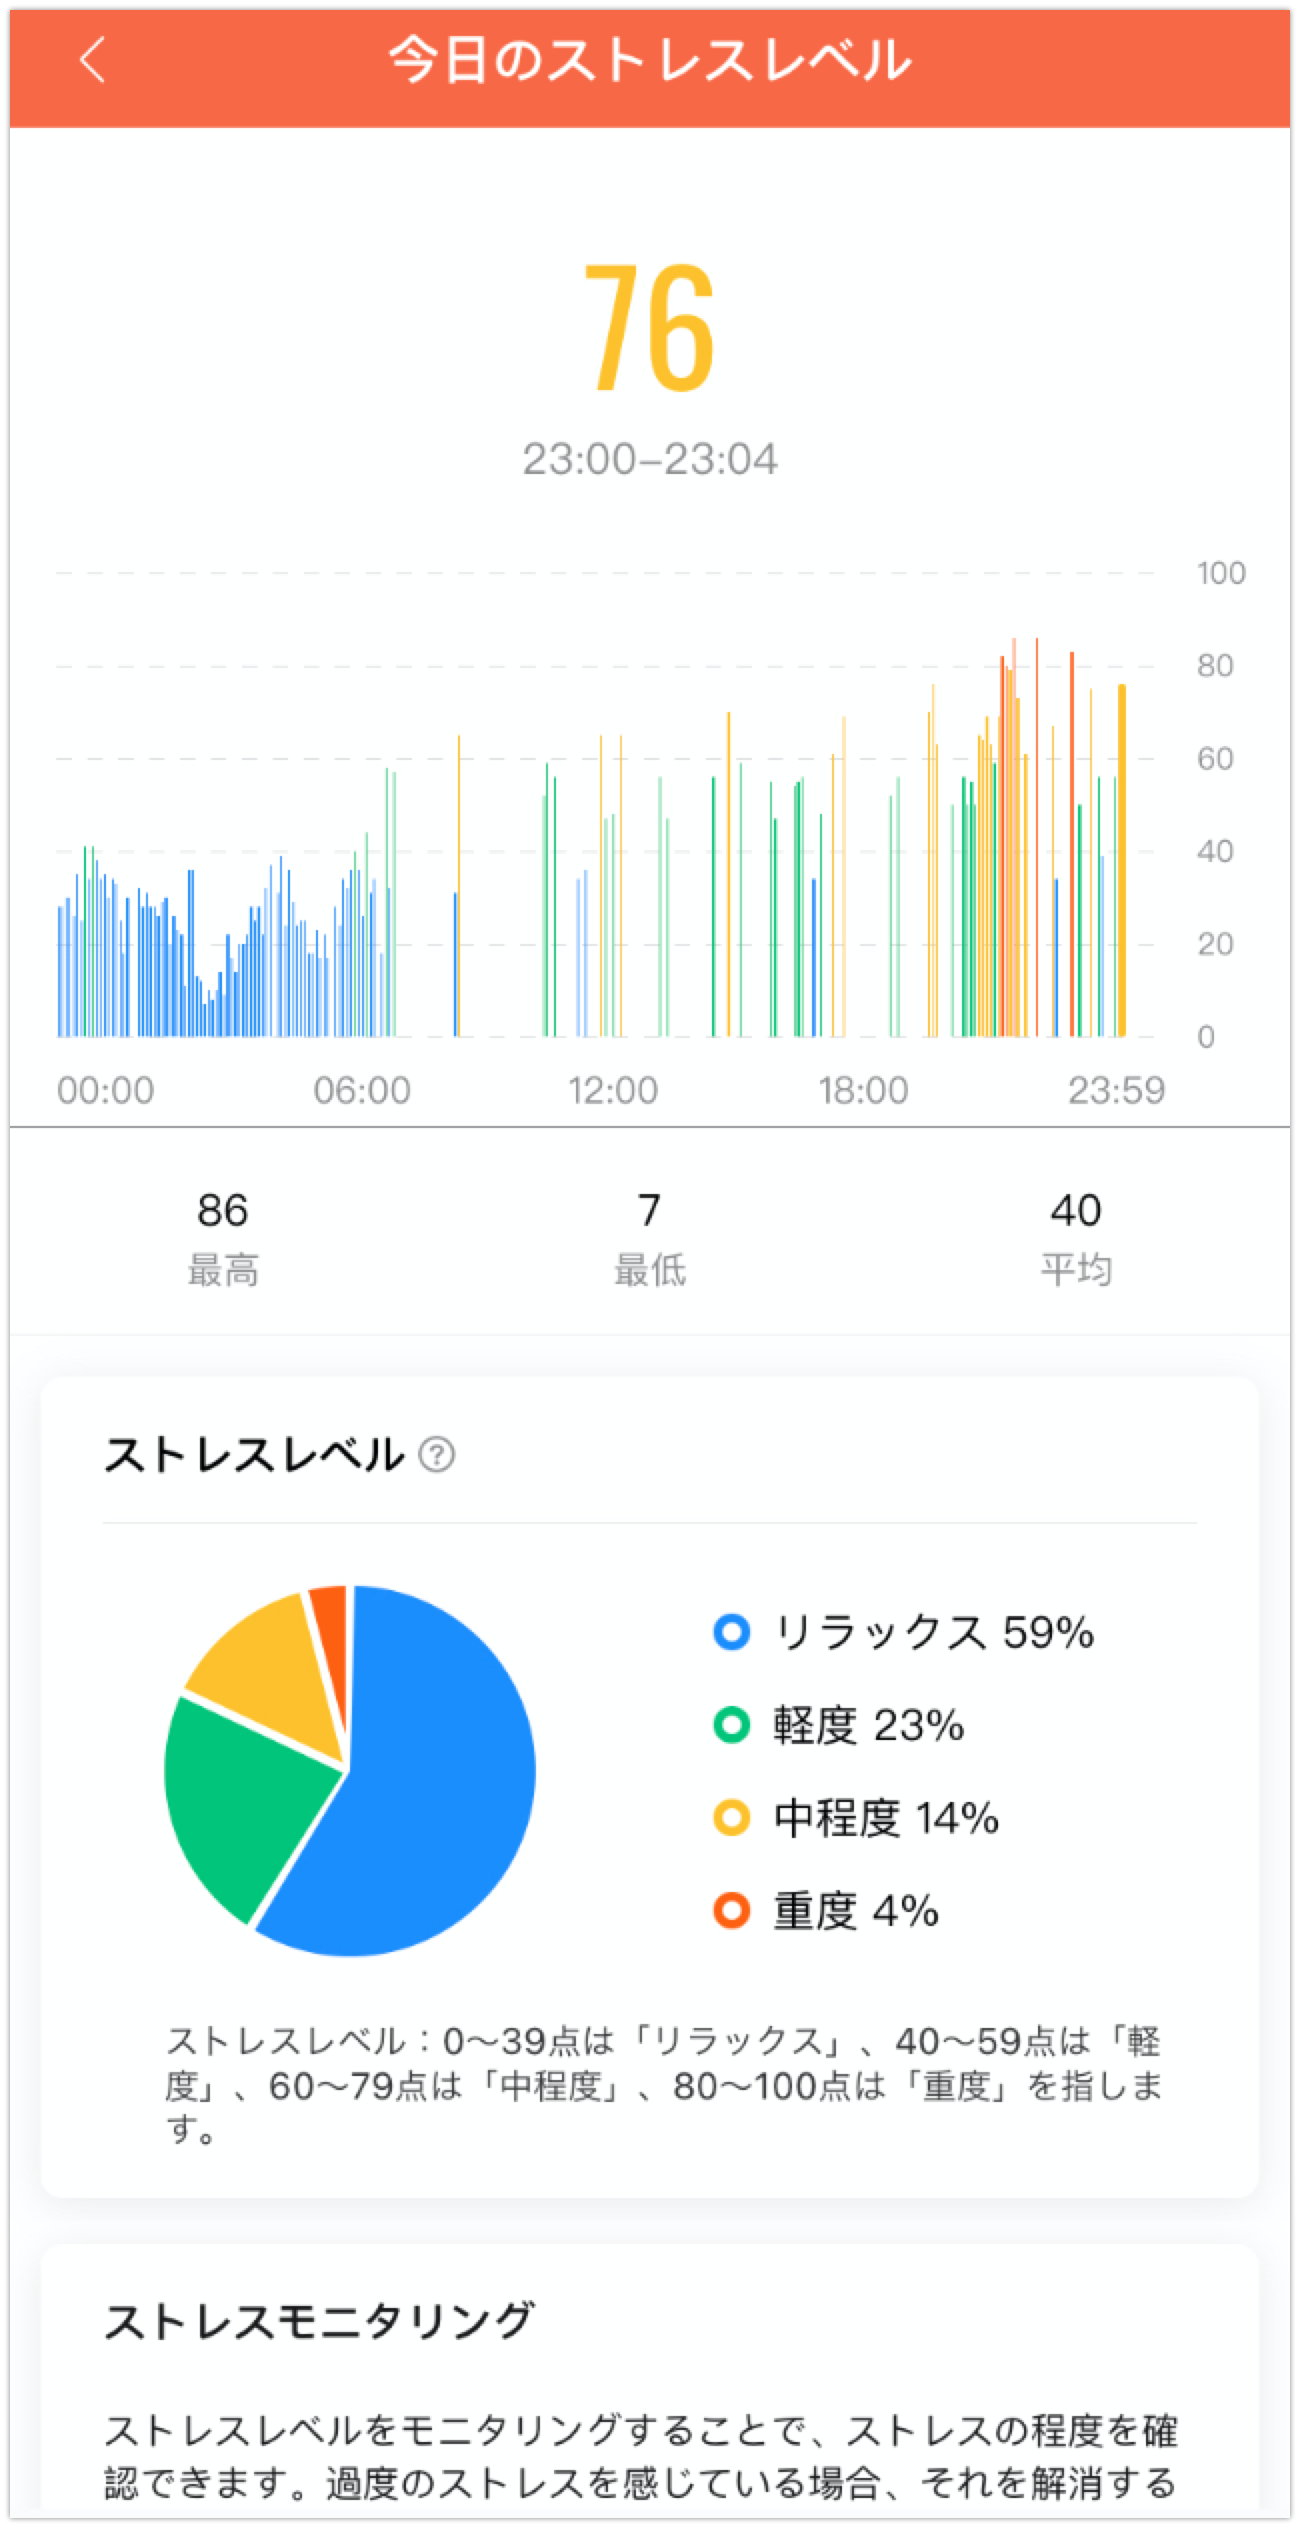 今日のストレスレベル
76
23:00–23:04
100
80
60
40
20
0
00:00 06:00 12:00 18:00 23:59
86 7 40
最高 最低 平均
ストレスレベル ?
リラックス 59%
軽度 23%
中程度 14%
重度 4%
ストレスレベル：0〜39点は「リラックス」、40〜59点は「軽
度」、60〜79点は「中程度」、80〜100点は「重度」を指しま
す。
ストレスモニタリング
ストレスレベルをモニタリングすることで、ストレスの程度を確
認できます。過度のストレスを感じている場合、それを解消する